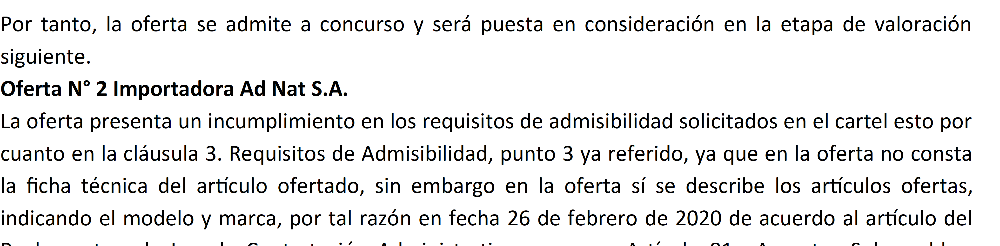 Por tanto, la oferta se admite a concurso y será puesta en consideración en la etapa de valoración
siguiente.
Oferta N° 2 Importadora Ad Nat S.A.
La oferta presenta un incumplimiento en los requisitos de admisibilidad solicitados en el cartel esto por
cuanto en la cláusula 3. Requisitos de Admisibilidad, punto 3 ya referido, ya que en la oferta no consta
la ficha técnica del artículo ofertado, sin embargo en la oferta sí se describe los artículos ofertas,
indicando el modelo y marca, por tal razón en fecha 26 de febrero de 2020 de acuerdo al artículo del